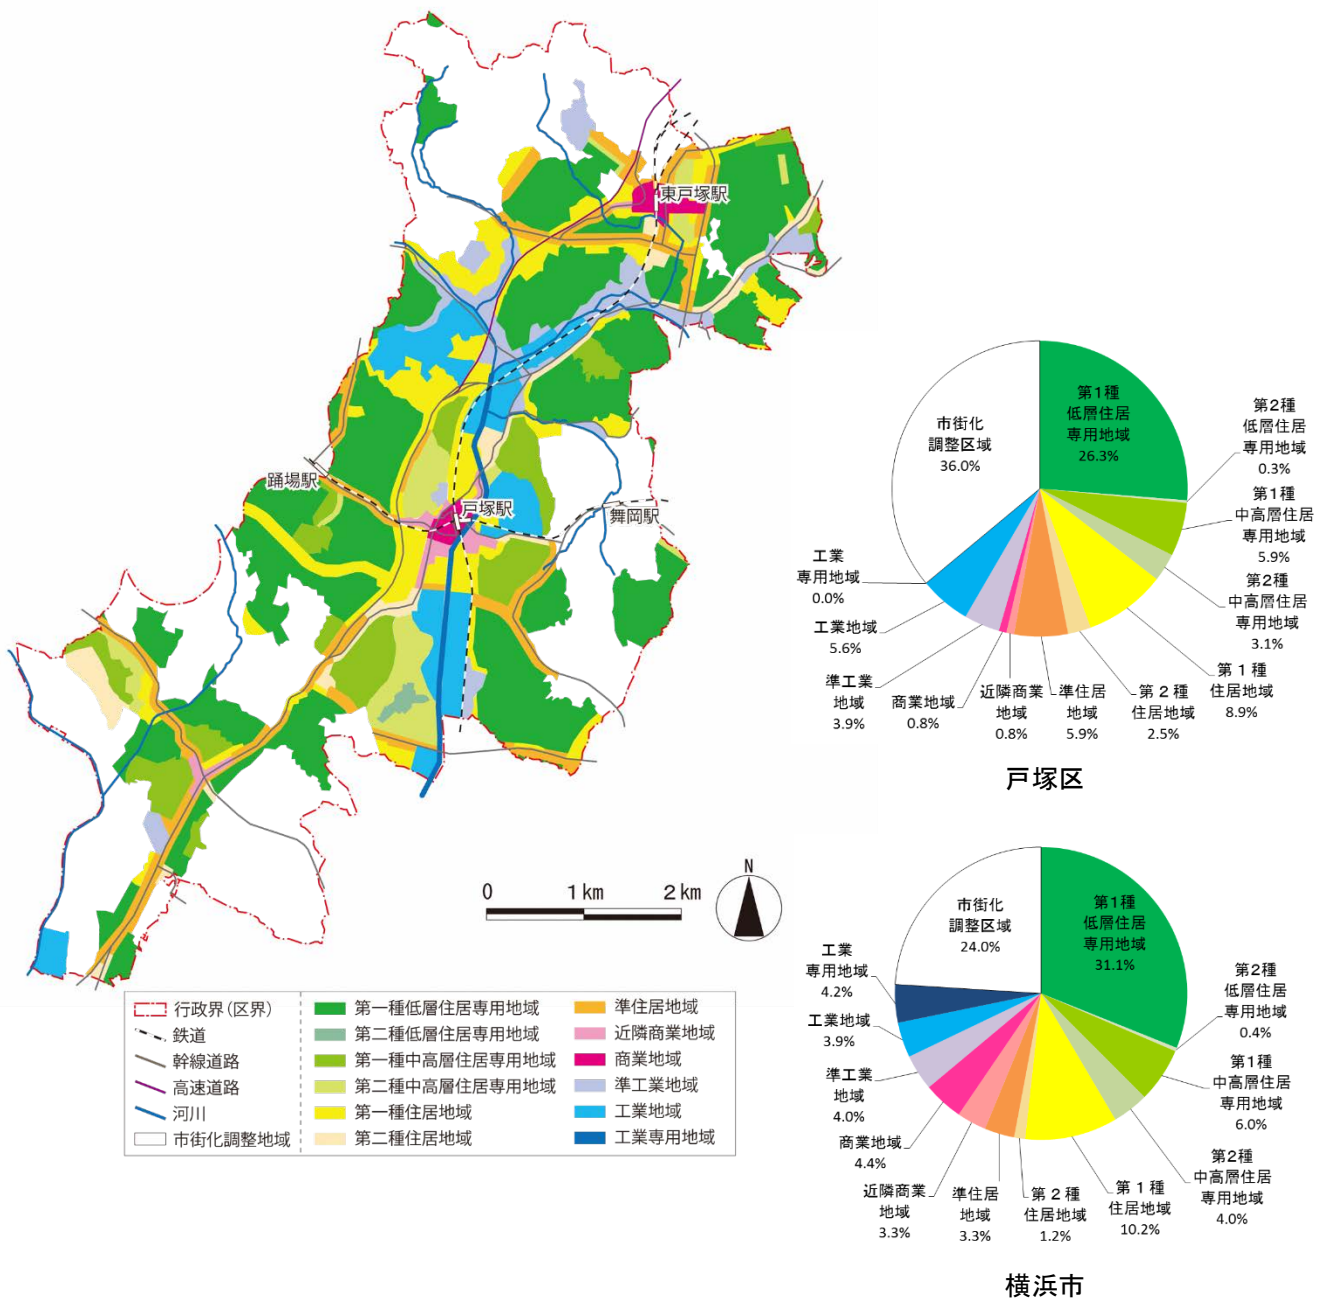 東戸塚駅
踊場駅
戸塚駅
舞岡駅
0 1km 2km
N
行政界(区界)
鉄道
幹線道路
高速道路
河川
市街化調整地域
第一種低層住居専用地域
第二種低層住居専用地域
第一種中高層住居専用地域
第二種中高層住居専用地域
第一種住居地域
第二種住居地域
準住居地域
近隣商業地域
商業地域
準工業地域
工業地域
工業専用地域
市街化
調整区域
36.0%
第1種
低層住居
専用地域
26.3%
第2種
低層住居
専用地域
0.3%
第1種
中高層住居
専用地域
5.9%
第2種
中高層住居
専用地域
3.1%
第1種
住居地域
8.9%
第2種
住居地域
2.5%
準住居
地域
5.9%
近隣商業
地域
0.8%
商業地域
0.8%
準工業
地域
3.9%
工業地域
5.6%
工業
専用地域
0.0%
戸塚区
市街化
調整区域
24.0%
第1種
低層住居
専用地域
31.1%
第2種
低層住居
専用地域
0.4%
第1種
中高層住居
専用地域
6.0%
第2種
中高層住居
専用地域
4.0%
第1種
住居地域
10.2%
第2種
住居地域
1.2%
準住居
地域
3.3%
近隣商業
地域
3.3%
商業地域
4.4%
準工業
地域
4.0%
工業地域
3.9%
工業
専用地域
4.2%
横浜市